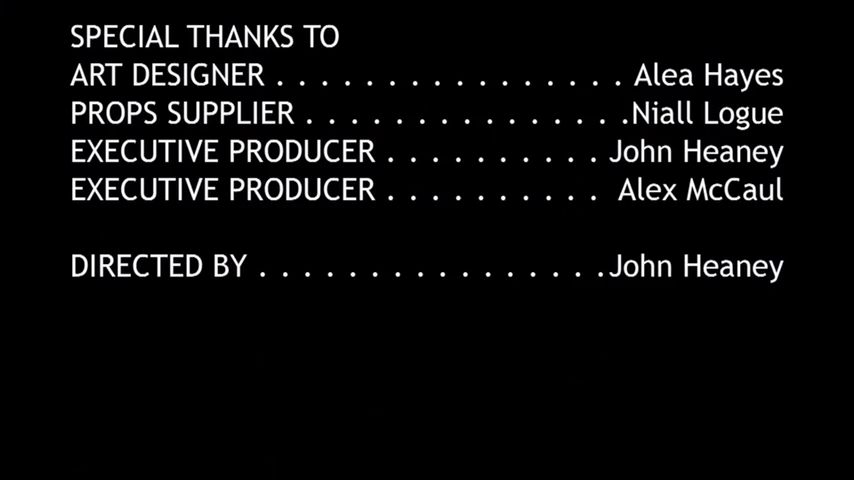 SPECIAL THANKS TO
ART DESIGNER . . . . . . . . . . . . . . . . Alea Hayes
PROPS SUPPLIER . . . . . . . . . . . . . . .Niall Logue
EXECUTIVE PRODUCER . . . . . . . . . . John Heaney
EXECUTIVE PRODUCER . . . . . . . . . . Alex McCaul
DIRECTED BY . . . . . . . . . . . . . . . .John Heaney